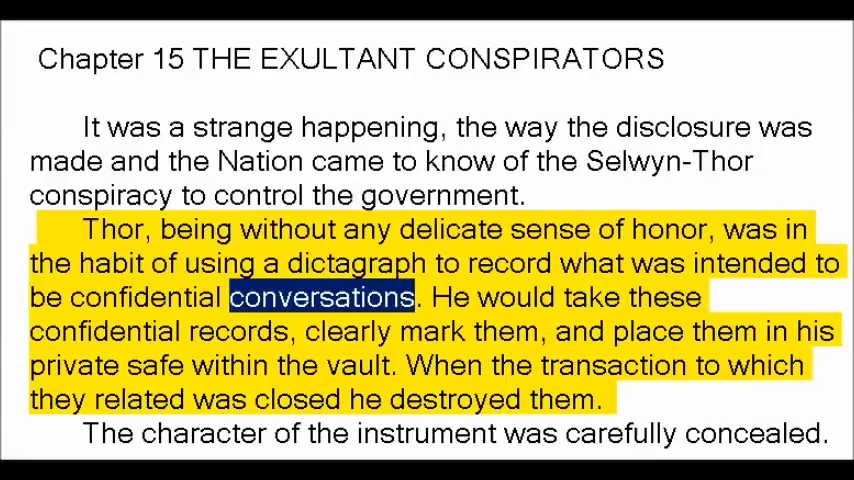 Chapter 15 THE EXULTANT CONSPIRATORS
It was a strange happening, the way the disclosure was
made and the Nation came to know of the Selwyn-Thor
conspiracy to control the government.
Thor, being without any delicate sense of honor, was in
the habit of using a dictagraph to record what was intended to
be confidential conversations. He would take these
confidential records, clearly mark them, and place them in his
private safe within the vault. When the transaction to which
they related was closed he destroyed them.
The character of the instrument was carefully concealed.